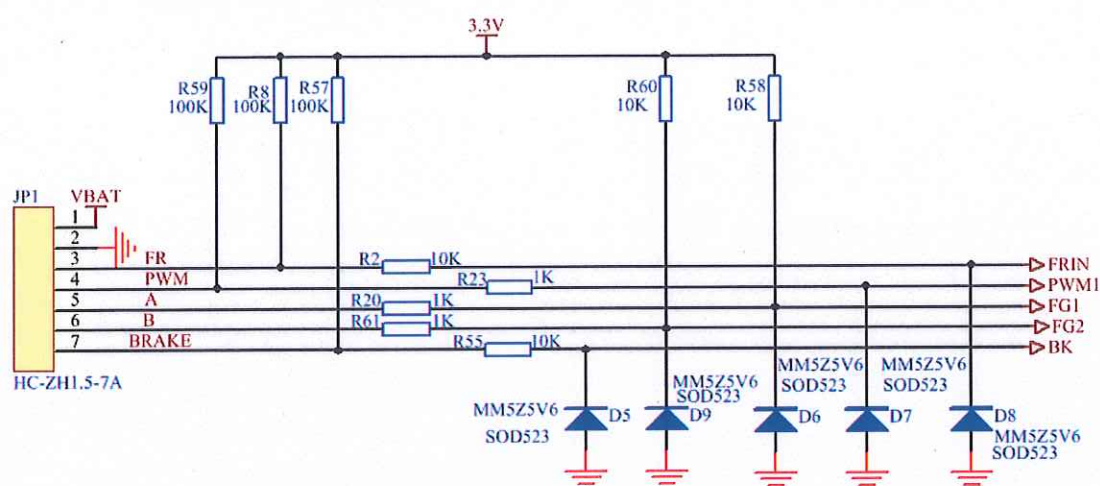 3.3V
R59
100K
R8
100K
R57
100K
R60
10K
R58
10K
JP1
VBAT
1
2
3
FR
R2
10K
FRIN
4
PWM
R23
1K
PWM1
5
A
R20
1K
FG1
6
B
R61
1K
FG2
7
BRAKE
R55
10K
BK
HC-ZH1.5-7A
MM5Z5V6
SOD523
D5
MM5Z5V6
SOD523
D9
MM5Z5V6
SOD523
D6
MM5Z5V6
SOD523
D7
D8
MM5Z5V6
SOD523